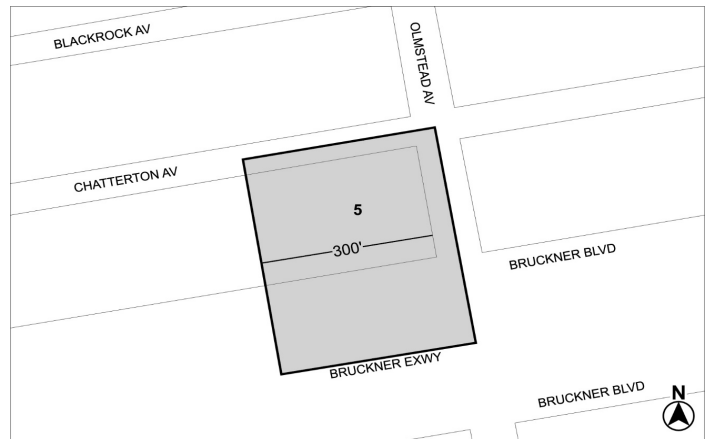 BLACKROCK AV
OLMSTEAD AV
CHATTERTON AV
5
300'
BRUCKNER BLVD
BRUCKNER EXWY
BRUCKNER BLVD
N